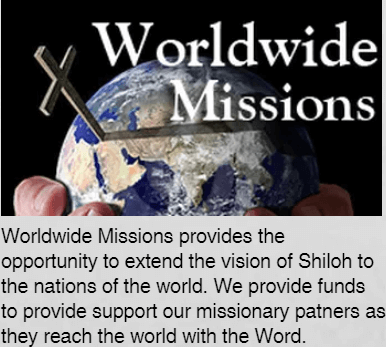 Worldwide
Missions
Worldwide Missions provides the
opportunity to extend the vision of Shiloh to
the nations of the world. We provide funds
to provide support our missionary patners as
they reach the world with the Word.